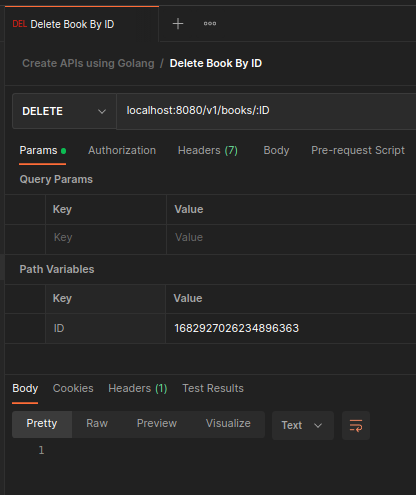 DEL Delete Book By ID
Create APIs using Golang / Delete Book By ID
DELETE localhost:8080/v1/books/:ID
Params Authorization Headers (7) Body Pre-request Script
Query Params
Key Value
Key Value
Path Variables
Key Value
ID 1682927026234896363
Body Cookies Headers (1) Test Results
Pretty Raw Preview Visualize Text
1